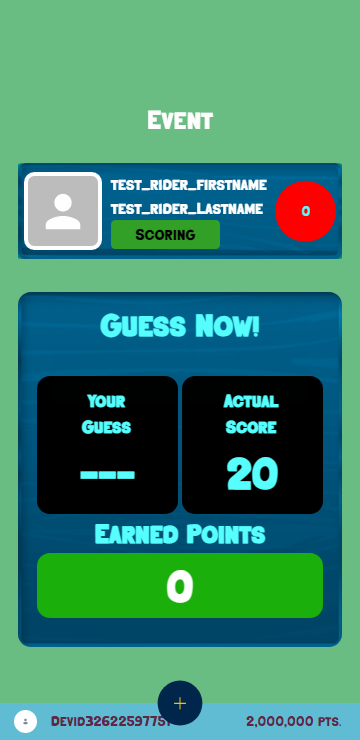 Event
TEST_RIDER_FIRSTNAME
TEST_RIDER_LASTNAME
Scoring
0
Guess Now!
Your
Guess
---
Actual
Score
20
Earned Points
0
2,000,000 PTS.